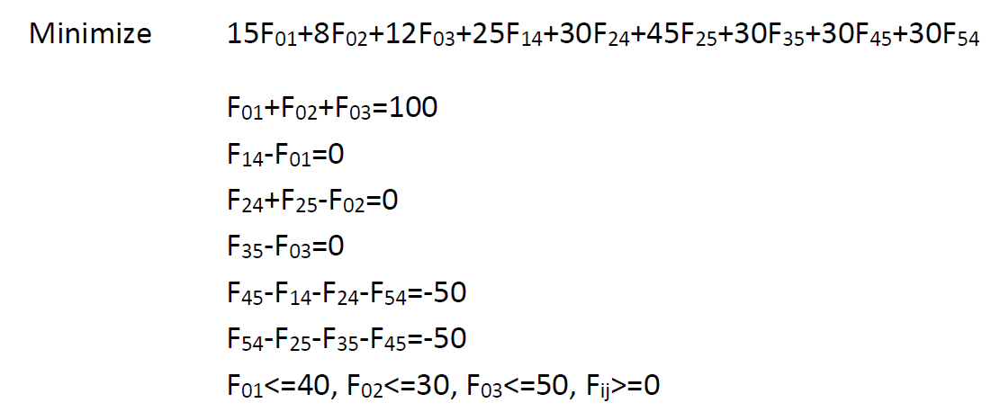 Minimize 15F₀₁+8F₀₂+12F₀₃+25F₁₄+30F₂₄+45F₂₅+30F₃₅+30F₄₅+30F₅₄
F₀₁+F₀₂+F₀₃=100
F₁₄-F₀₁=0
F₂₄+F₂₅-F₀₂=0
F₃₅-F₀₃=0
F₄₅-F₁₄-F₂₄-F₅₄=-50
F₅₄-F₂₅-F₃₅-F₄₅=-50
F₀₁<=40, F₀₂<=30, F₀₃<=50, Fᵢⱼ>=0